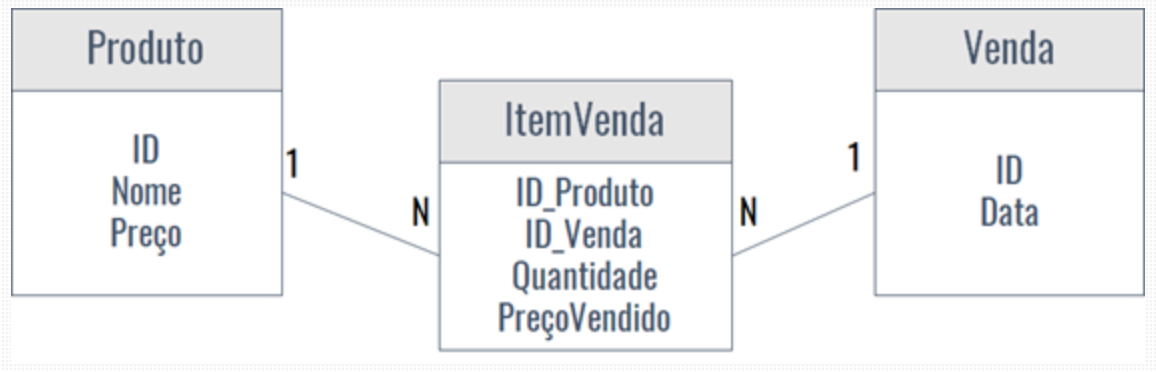 Produto
ID
Nome
Preço
1
N
ItemVenda
ID_Produto
ID_Venda
Quantidade
PreçoVendido
N
1
Venda
ID
Data